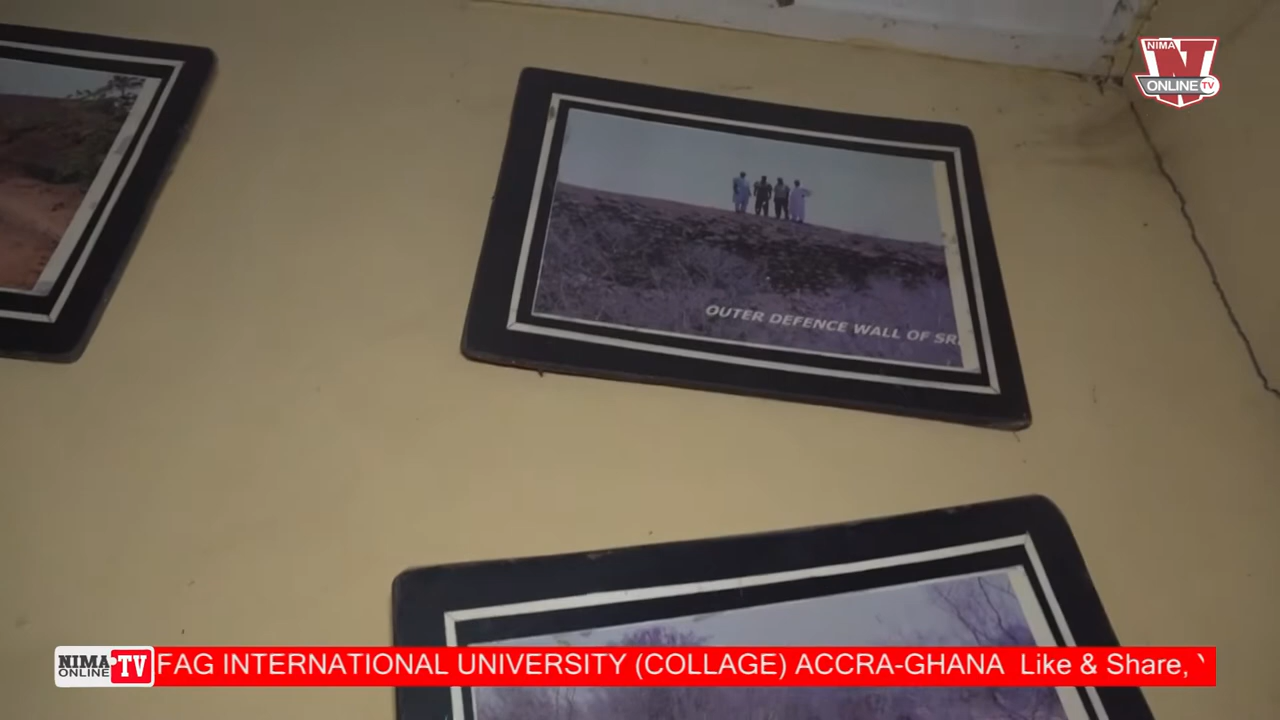 NIMA
N
ONLINE TV
OUTER DEFENCE WALL OF
NIMA ONLINE TV
FAG INTERNATIONAL UNIVERSITY (COLLAGE) ACCRA-GHANA Like & Share,